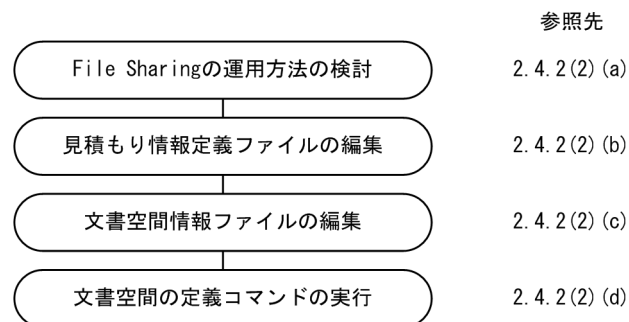 参照先
File Sharingの運用方法の検討 2.4.2(2)(a)
見積もり情報定義ファイルの編集 2.4.2(2)(b)
文書空間情報ファイルの編集 2.4.2(2)(c)
文書空間の定義コマンドの実行 2.4.2(2)(d)